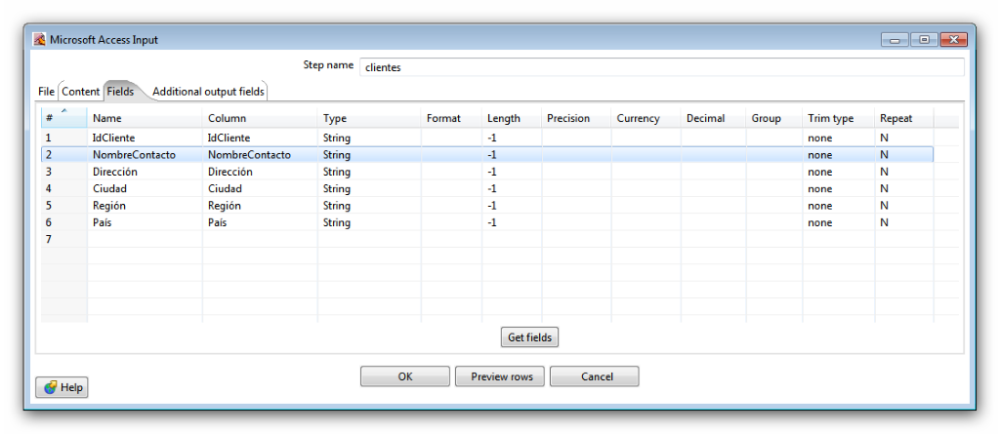 Microsoft Access Input
Step name clientes
File Content Fields Additional output fields
# Name Column Type Format Length Precision Currency Decimal Group Trim type Repeat
1 IdCliente IdCliente String -1 none N
2 NombreContacto NombreContacto String -1 none N
3 Dirección Dirección String -1 none N
4 Ciudad Ciudad String -1 none N
5 Región Región String -1 none N
6 País País String -1 none N
7
Get fields
OK Preview rows Cancel
Help